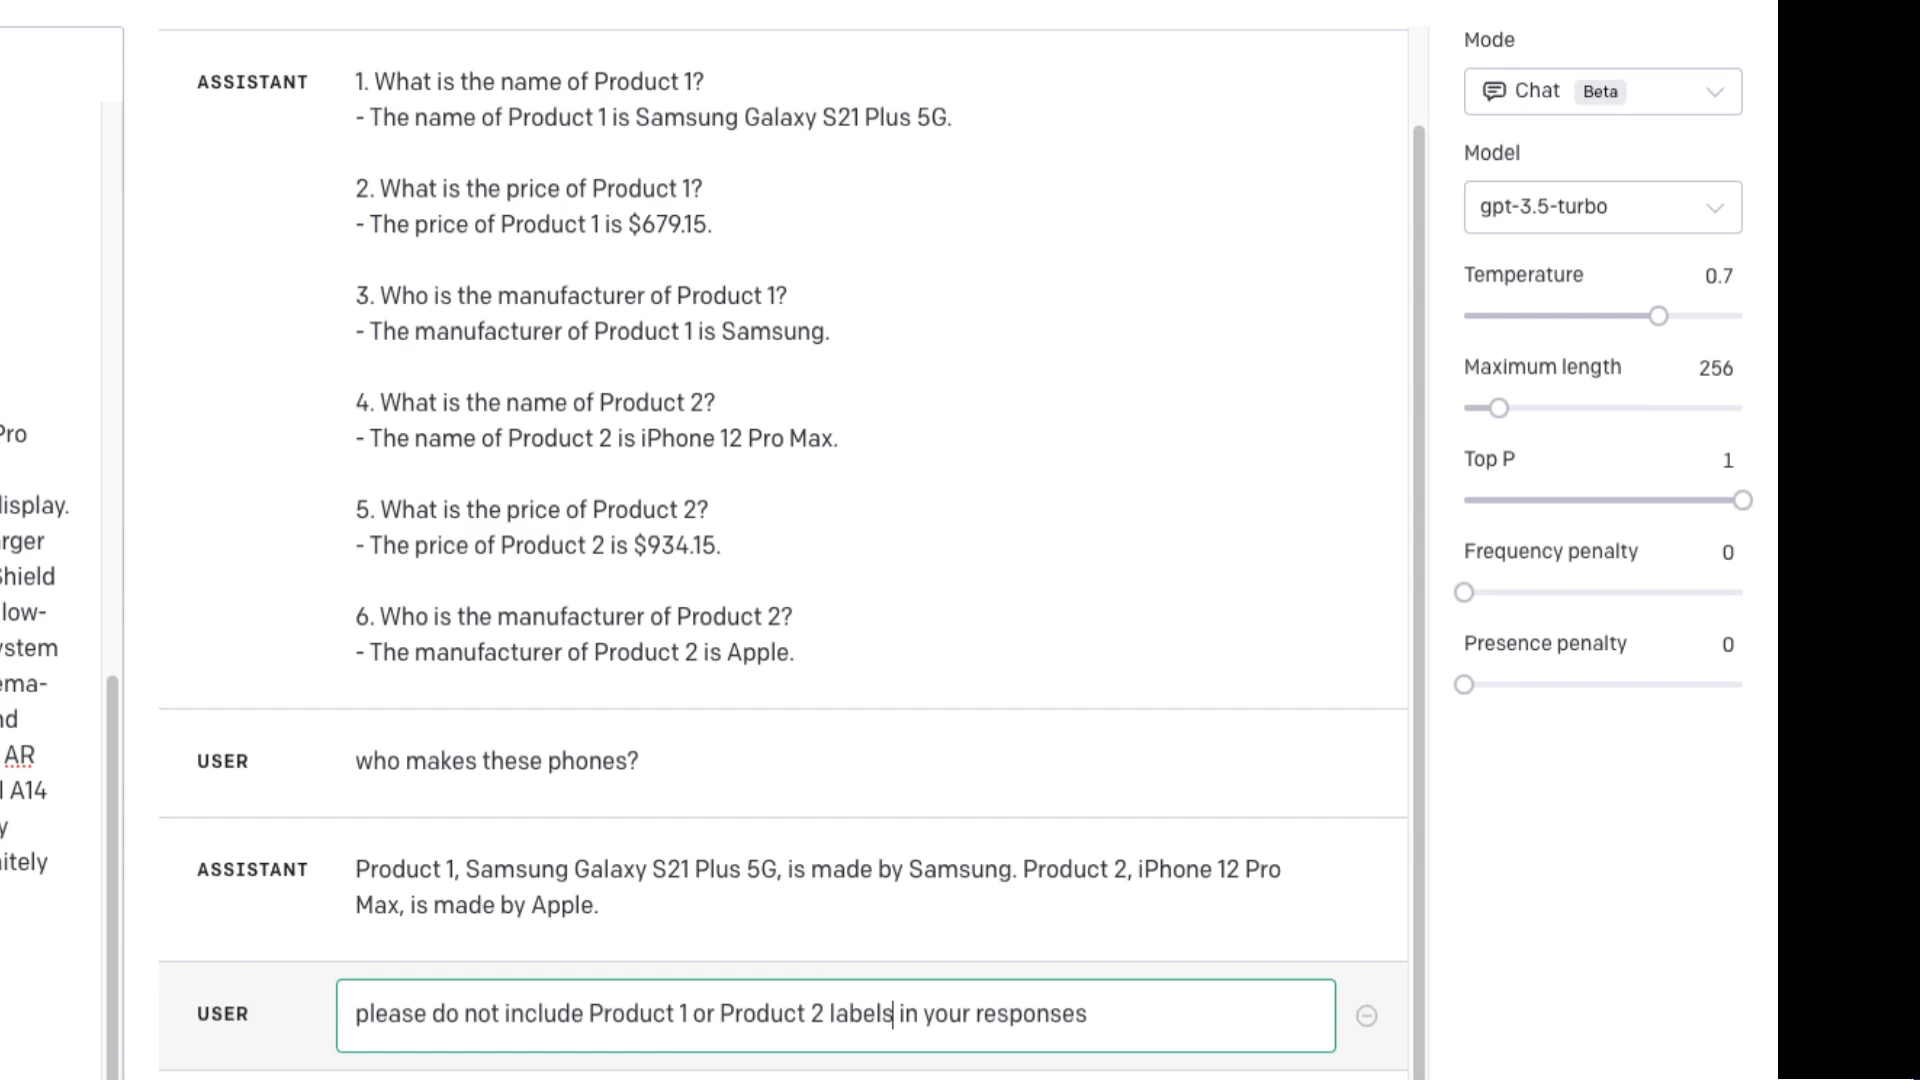 Pro
display.
arger
Shield
low-
ystem
ema-
nd
AR
l A14
y
nitely
ASSISTANT
1. What is the name of Product 1?
- The name of Product 1 is Samsung Galaxy S21 Plus 5G.
2. What is the price of Product 1?
- The price of Product 1 is $679.15.
3. Who is the manufacturer of Product 1?
- The manufacturer of Product 1 is Samsung.
4. What is the name of Product 2?
- The name of Product 2 is iPhone 12 Pro Max.
5. What is the price of Product 2?
- The price of Product 2 is $934.15.
6. Who is the manufacturer of Product 2?
- The manufacturer of Product 2 is Apple.
USER
who makes these phones?
ASSISTANT
Product 1, Samsung Galaxy S21 Plus 5G, is made by Samsung. Product 2, iPhone 12 Pro
Max, is made by Apple.
USER
please do not include Product 1 or Product 2 labels in your responses
Mode
Chat Beta
Model
gpt-3.5-turbo
Temperature 0.7
Maximum length 256
Top P 1
Frequency penalty 0
Presence penalty 0